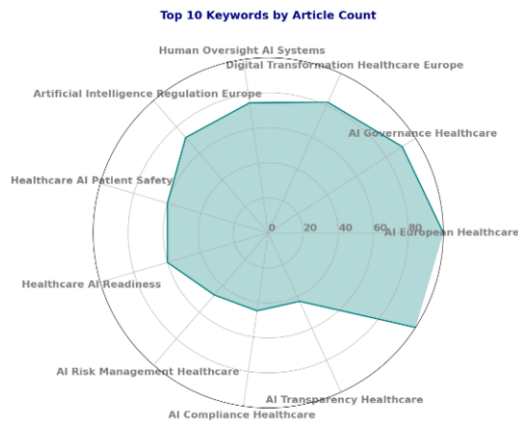 Top 10 Keywords by Article Count
Human Oversight AI Systems
Digital Transformation Healthcare Europe
Artificial Intelligence Regulation Europe
AI Governance Healthcare
Healthcare AI Patient Safety
0 20 40 60 80
AI European Healthcare
Healthcare AI Readiness
AI Risk Management Healthcare
AI Transparency Healthcare
AI Compliance Healthcare